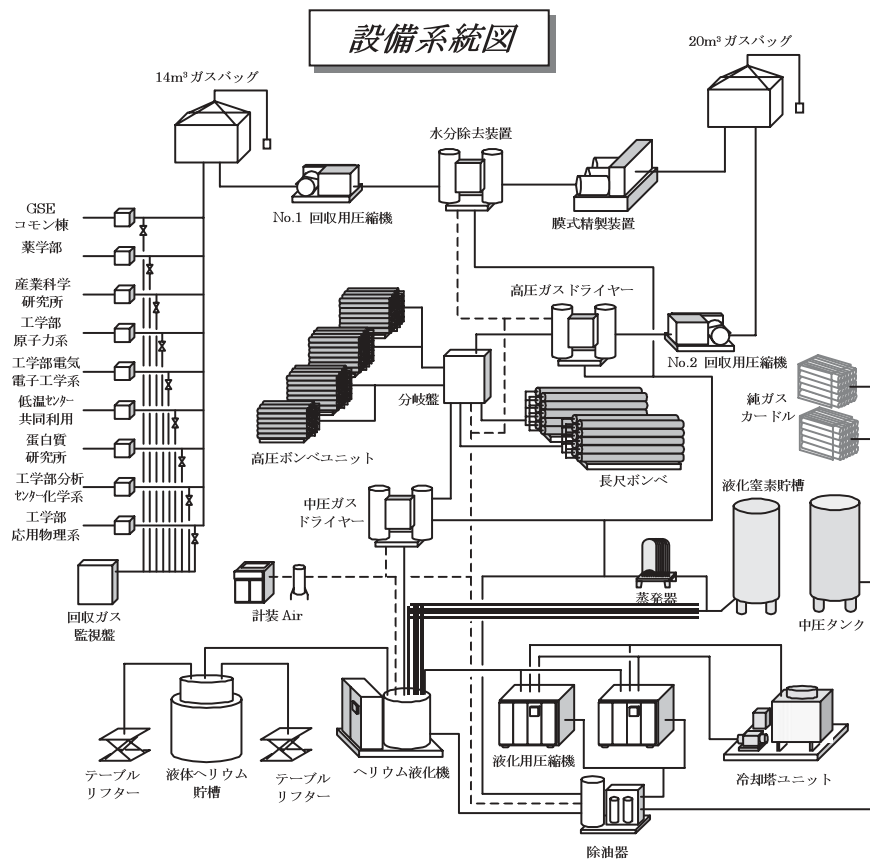 設備系統図
20m³ ガスバッグ
14m³ ガスバッグ
水分除去装置
No.1 回収用圧縮機
膜式精製装置
GSE
コモン棟
薬学部
産業科学
研究所
工学部
原子力系
工学部電気
電子工学系
低温センター
共同利用
蛋白質
研究所
工学部分析
センター化学系
工学部
応用物理系
回収ガス
監視盤
高圧ガスドライヤー
No.2 回収用圧縮機
分岐盤
高圧ボンベユニット
長尺ボンベ
純ガス
カードル
中圧ガス
ドライヤー
液化窒素貯槽
計装 Air
蒸発器
中圧タンク
テーブル
リフター
液体ヘリウム
貯槽
テーブル
リフター
ヘリウム液化機
液化用圧縮機
冷却塔ユニット
除油器